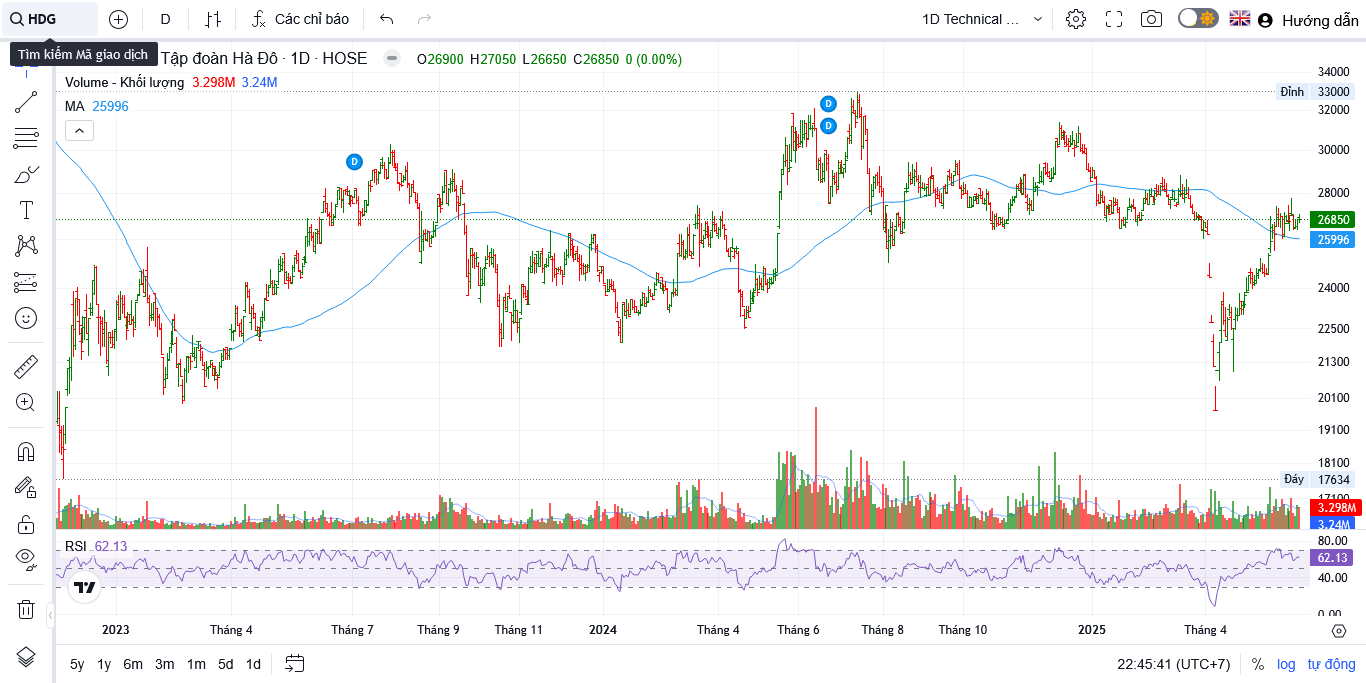 HDG
D
Các chỉ báo
1D Technical ...
Hướng dẫn
Tìm kiếm Mã giao dịch
Tập đoàn Hà Đô · 1D · HOSE
O26900 H27050 L26650 C26850 0 (0.00%)
Volume - Khối lượng 3.298M 3.24M
MA 25996
D
D
D
34000
Đỉnh 33000
32000
30000
28000
26850
25996
24000
22500
21300
20100
19100
18100
Đáy 17634
17100
3.298M
3.24M
RSI 62.13
80.00
62.13
40.00
0.00
2023 Tháng 4 Tháng 7 Tháng 9 Tháng 11 2024 Tháng 4 Tháng 6 Tháng 8 Tháng 10 2025 Tháng 4
5y 1y 6m 3m 1m 5d 1d
22:45:41 (UTC+7) % log tự động